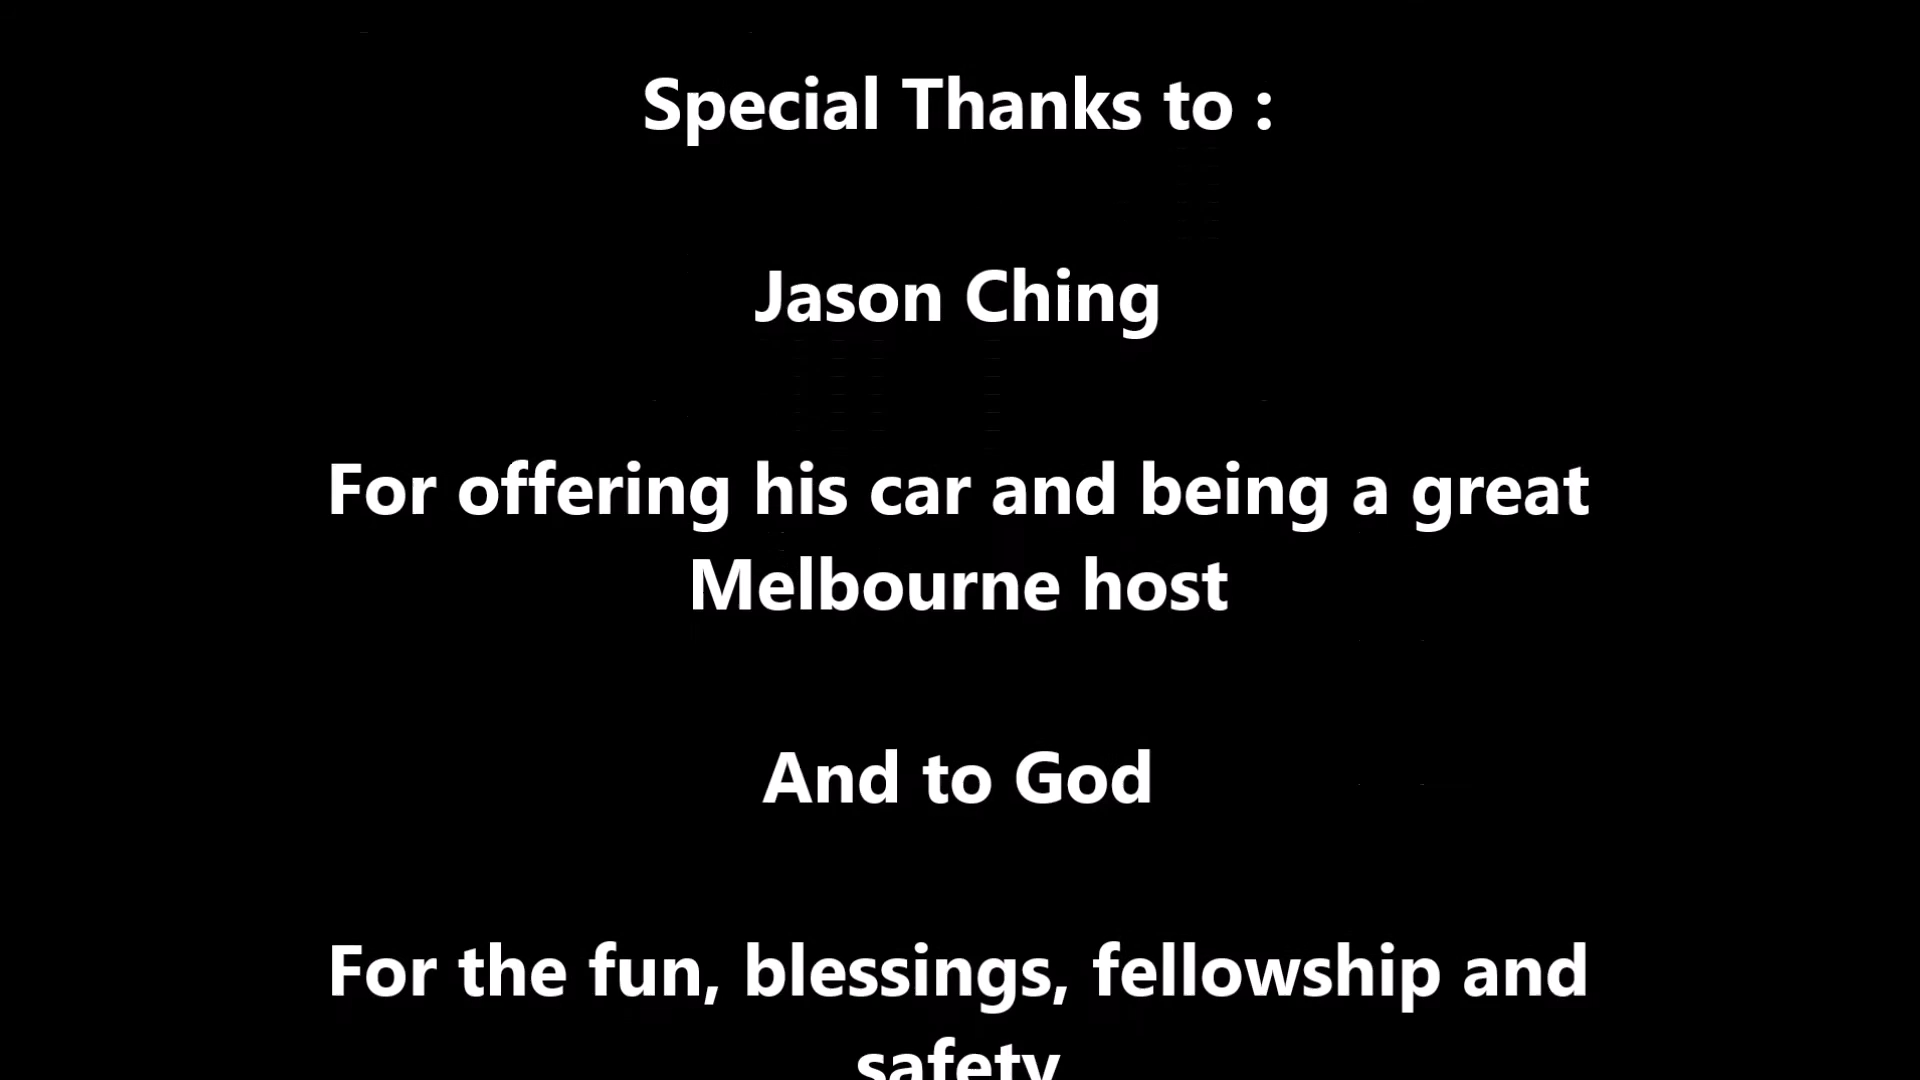 Special Thanks to :
Jason Ching
For offering his car and being a great
Melbourne host
And to God
For the fun, blessings, fellowship and
safety